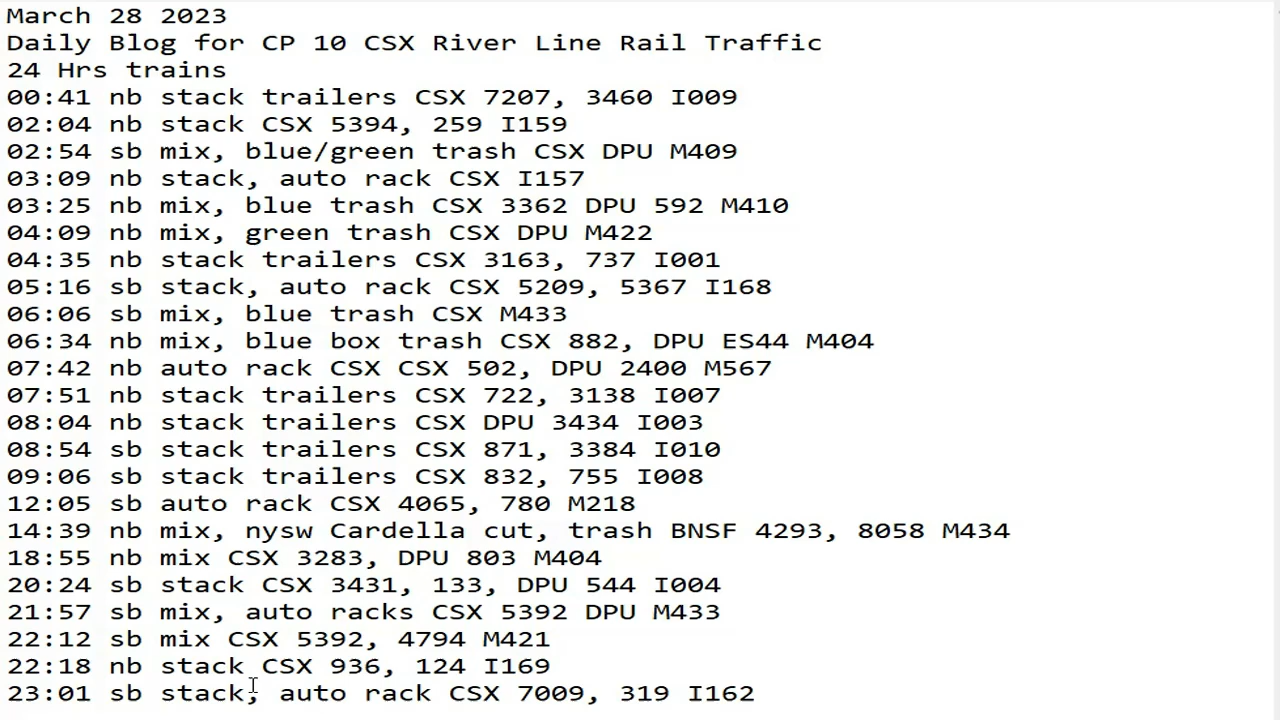 March 28 2023
Daily Blog for CP 10 CSX River Line Rail Traffic
24 Hrs trains
00:41 nb stack trailers CSX 7207, 3460 I009
02:04 nb stack CSX 5394, 259 I159
02:54 sb mix, blue/green trash CSX DPU M409
03:09 nb stack, auto rack CSX I157
03:25 nb mix, blue trash CSX 3362 DPU 592 M410
04:09 nb mix, green trash CSX DPU M422
04:35 nb stack trailers CSX 3163, 737 I001
05:16 sb stack, auto rack CSX 5209, 5367 I168
06:06 sb mix, blue trash CSX M433
06:34 nb mix, blue box trash CSX 882, DPU ES44 M404
07:42 nb auto rack CSX CSX 502, DPU 2400 M567
07:51 nb stack trailers CSX 722, 3138 I007
08:04 nb stack trailers CSX DPU 3434 I003
08:54 sb stack trailers CSX 871, 3384 I010
09:06 sb stack trailers CSX 832, 755 I008
12:05 sb auto rack CSX 4065, 780 M218
14:39 nb mix, nysw Cardella cut, trash BNSF 4293, 8058 M434
18:55 nb mix CSX 3283, DPU 803 M404
20:24 sb stack CSX 3431, 133, DPU 544 I004
21:57 sb mix, auto racks CSX 5392 DPU M433
22:12 sb mix CSX 5392, 4794 M421
22:18 nb stack CSX 936, 124 I169
23:01 sb stack, auto rack CSX 7009, 319 I162